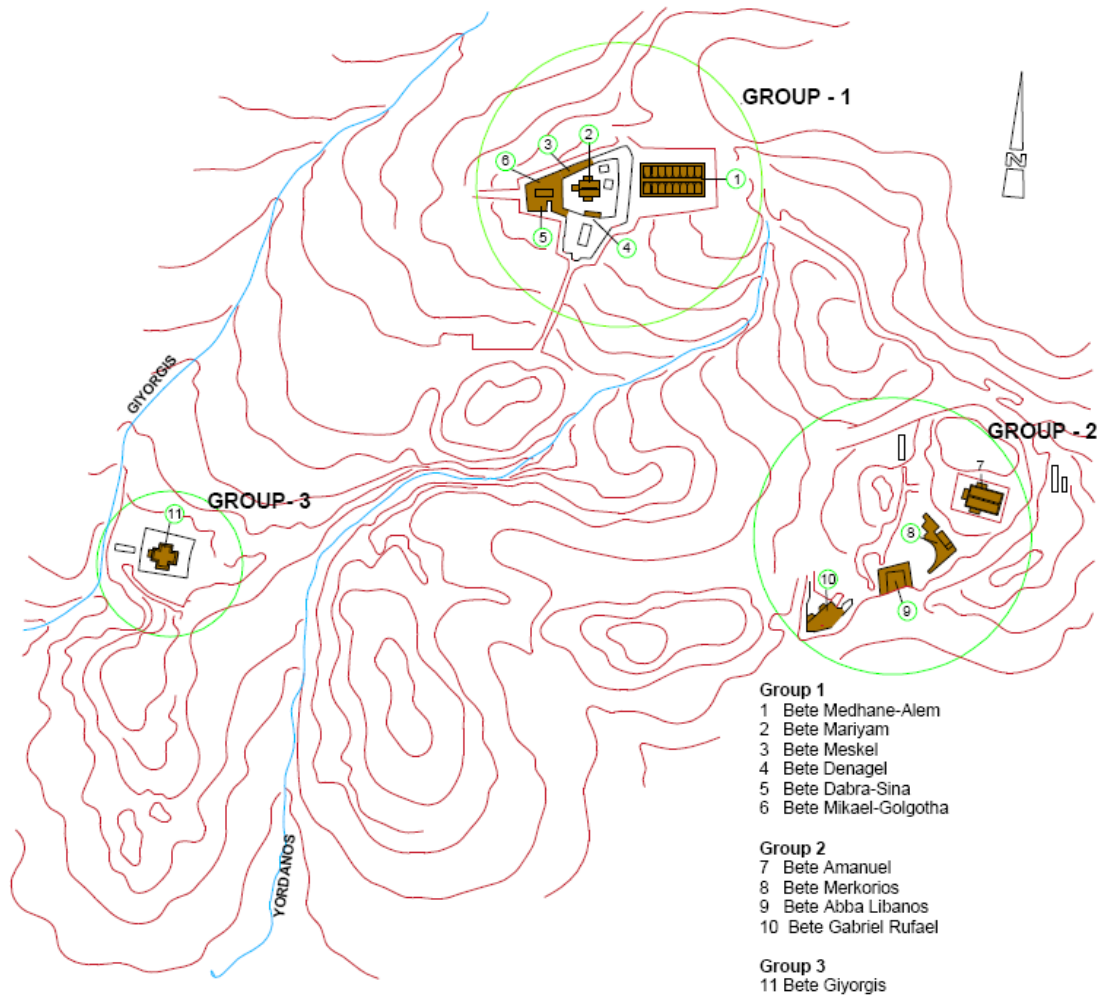 GROUP - 1
2
3
6
1
5
4
N
GIYORGIS
GROUP - 2
7
GROUP- 3
11
8
10
9
YORDANOS
Group 1
1 Bete Medhane-Alem
2 Bete Mariyam
3 Bete Meskel
4 Bete Denagel
5 Bete Dabra-Sina
6 Bete Mikael-Golgotha
Group 2
7 Bete Amanuel
8 Bete Merkorios
9 Bete Abba Libanos
10 Bete Gabriel Rufael
Group 3
11 Bete Giyorgis